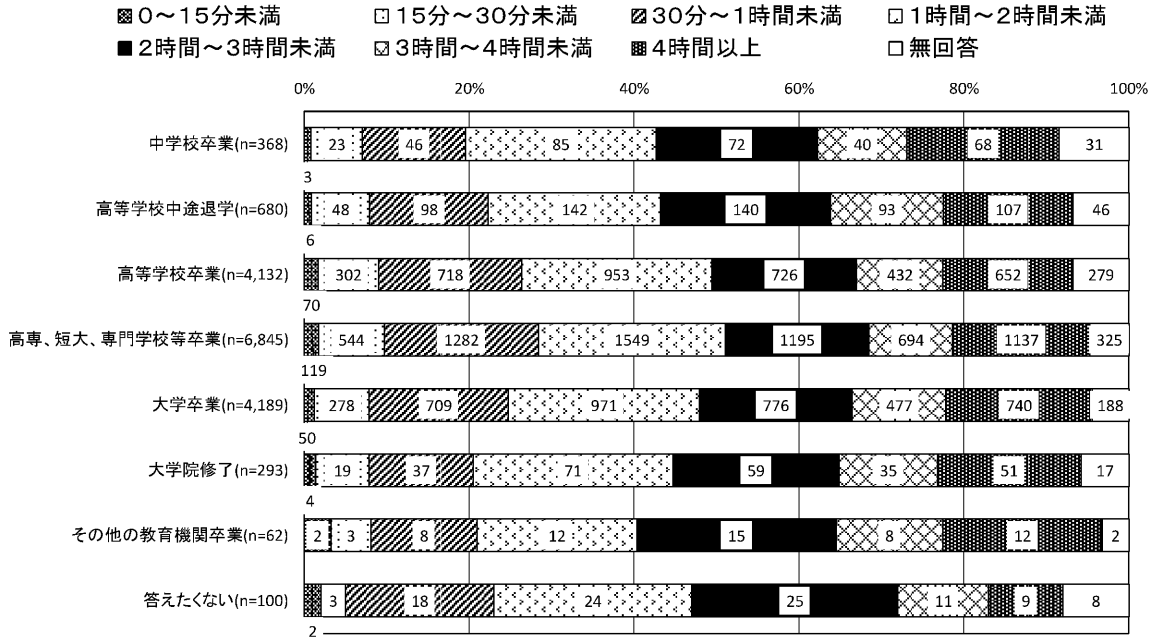 0～15分未満 15分～30分未満 30分～1時間未満 1時間～2時間未満
2時間～3時間未満 3時間～4時間未満 4時間以上 無回答
0% 20% 40% 60% 80% 100%
中学校卒業(n=368) 23 46 85 72 40 68 31
3
高等学校中途退学(n=680) 48 98 142 140 93 107 46
6
高等学校卒業(n=4,132) 302 718 953 726 432 652 279
70
高専、短大、専門学校等卒業(n=6,845) 544 1282 1549 1195 694 1137 325
119
大学卒業(n=4,189) 278 709 971 776 477 740 188
50
大学院修了(n=293) 19 37 71 59 35 51 17
4
その他の教育機関卒業(n=62) 2 3 8 12 15 8 12 2
答えたくない(n=100) 3 18 24 25 11 9 8
2